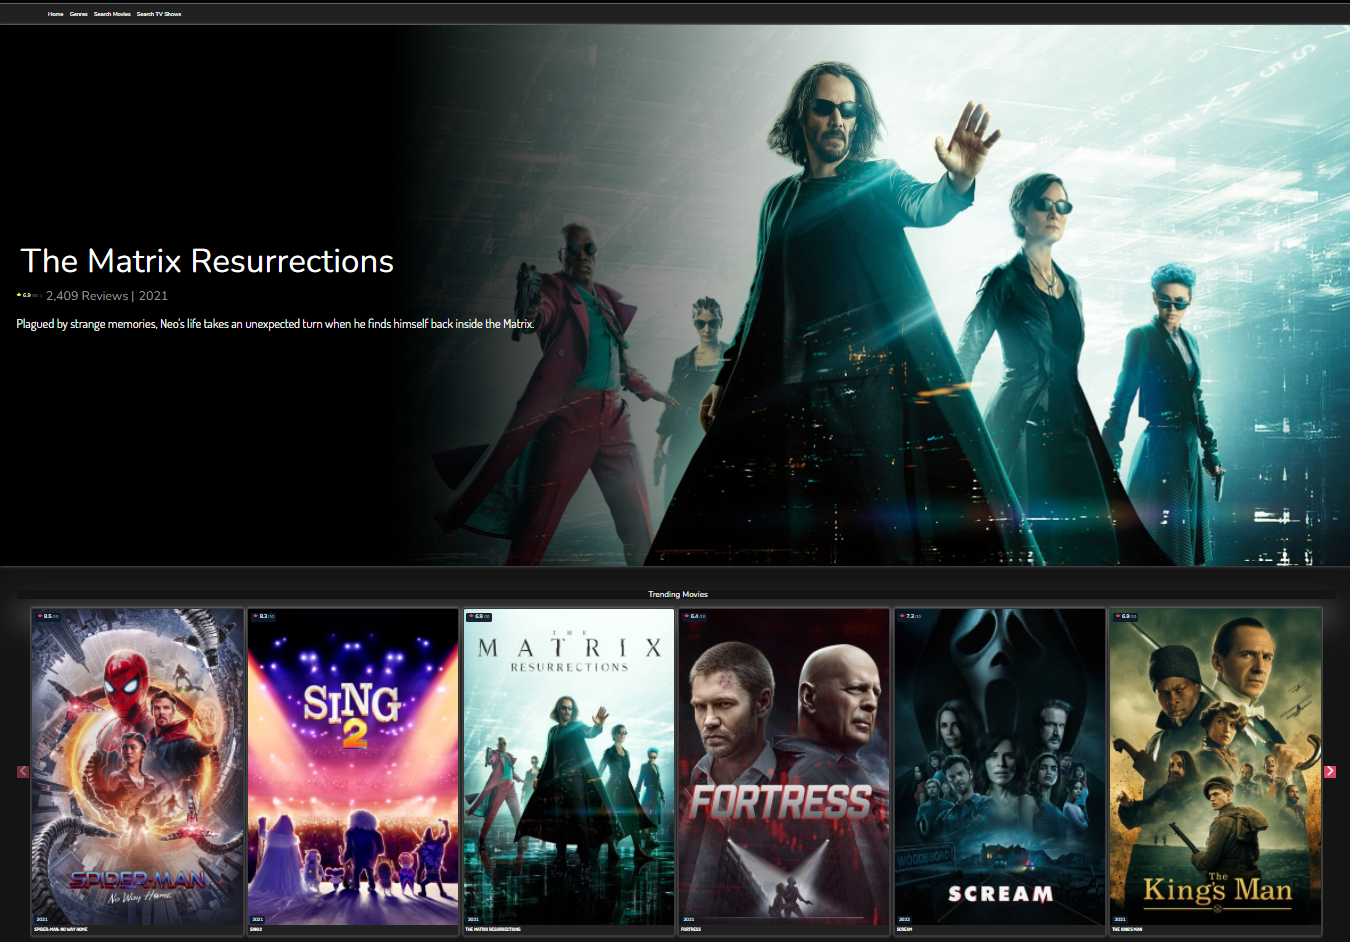 Home Genres Search Movies Search TV Shows
The Matrix Resurrections
6.9 /10 | 2,409 Reviews | 2021
Plagued by strange memories, Neo's life takes an unexpected turn when he finds himself back inside the Matrix.
Trending Movies
8.5 /10
SPIDER-MAN
No Way Home
2021
SPIDER-MAN: NO WAY HOME
8.3 /10
SING
2
2021
SING 2
6.9 /10
THE
MATRIX
RESURRECTIONS
2021
THE MATRIX RESURRECTIONS
6.4 /10
FORTRESS
2021
FORTRESS
7.3 /10
WOODSBORO
SCREAM
2022
SCREAM
6.9 /10
The
King's Man
2021
THE KING'S MAN